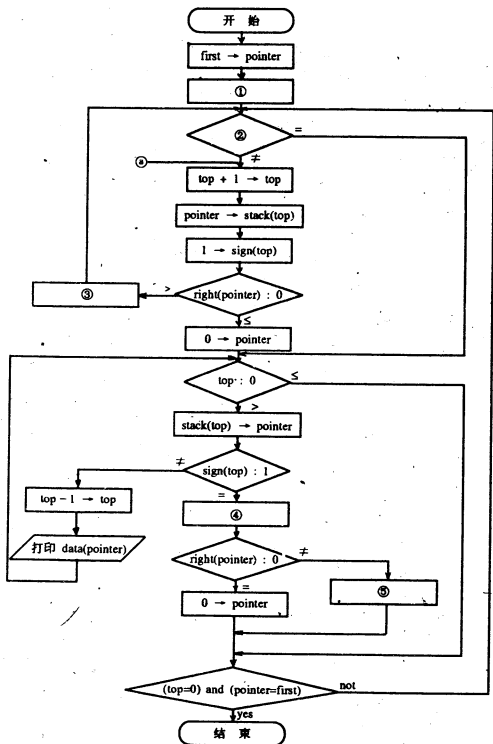 开 始
first → pointer
①
②
=
≠
a
top + 1 → top
pointer → stack(top)
1 → sign(top)
③
>
right(pointer) : 0
≤
0 → pointer
top : 0
≤
>
stack(top) → pointer
≠
sign(top) : 1
=
top - 1 → top
④
打印 data(pointer)
right(pointer) : 0
≠
=
0 → pointer
⑤
(top=0) and (pointer=first)
not
yes
结 束